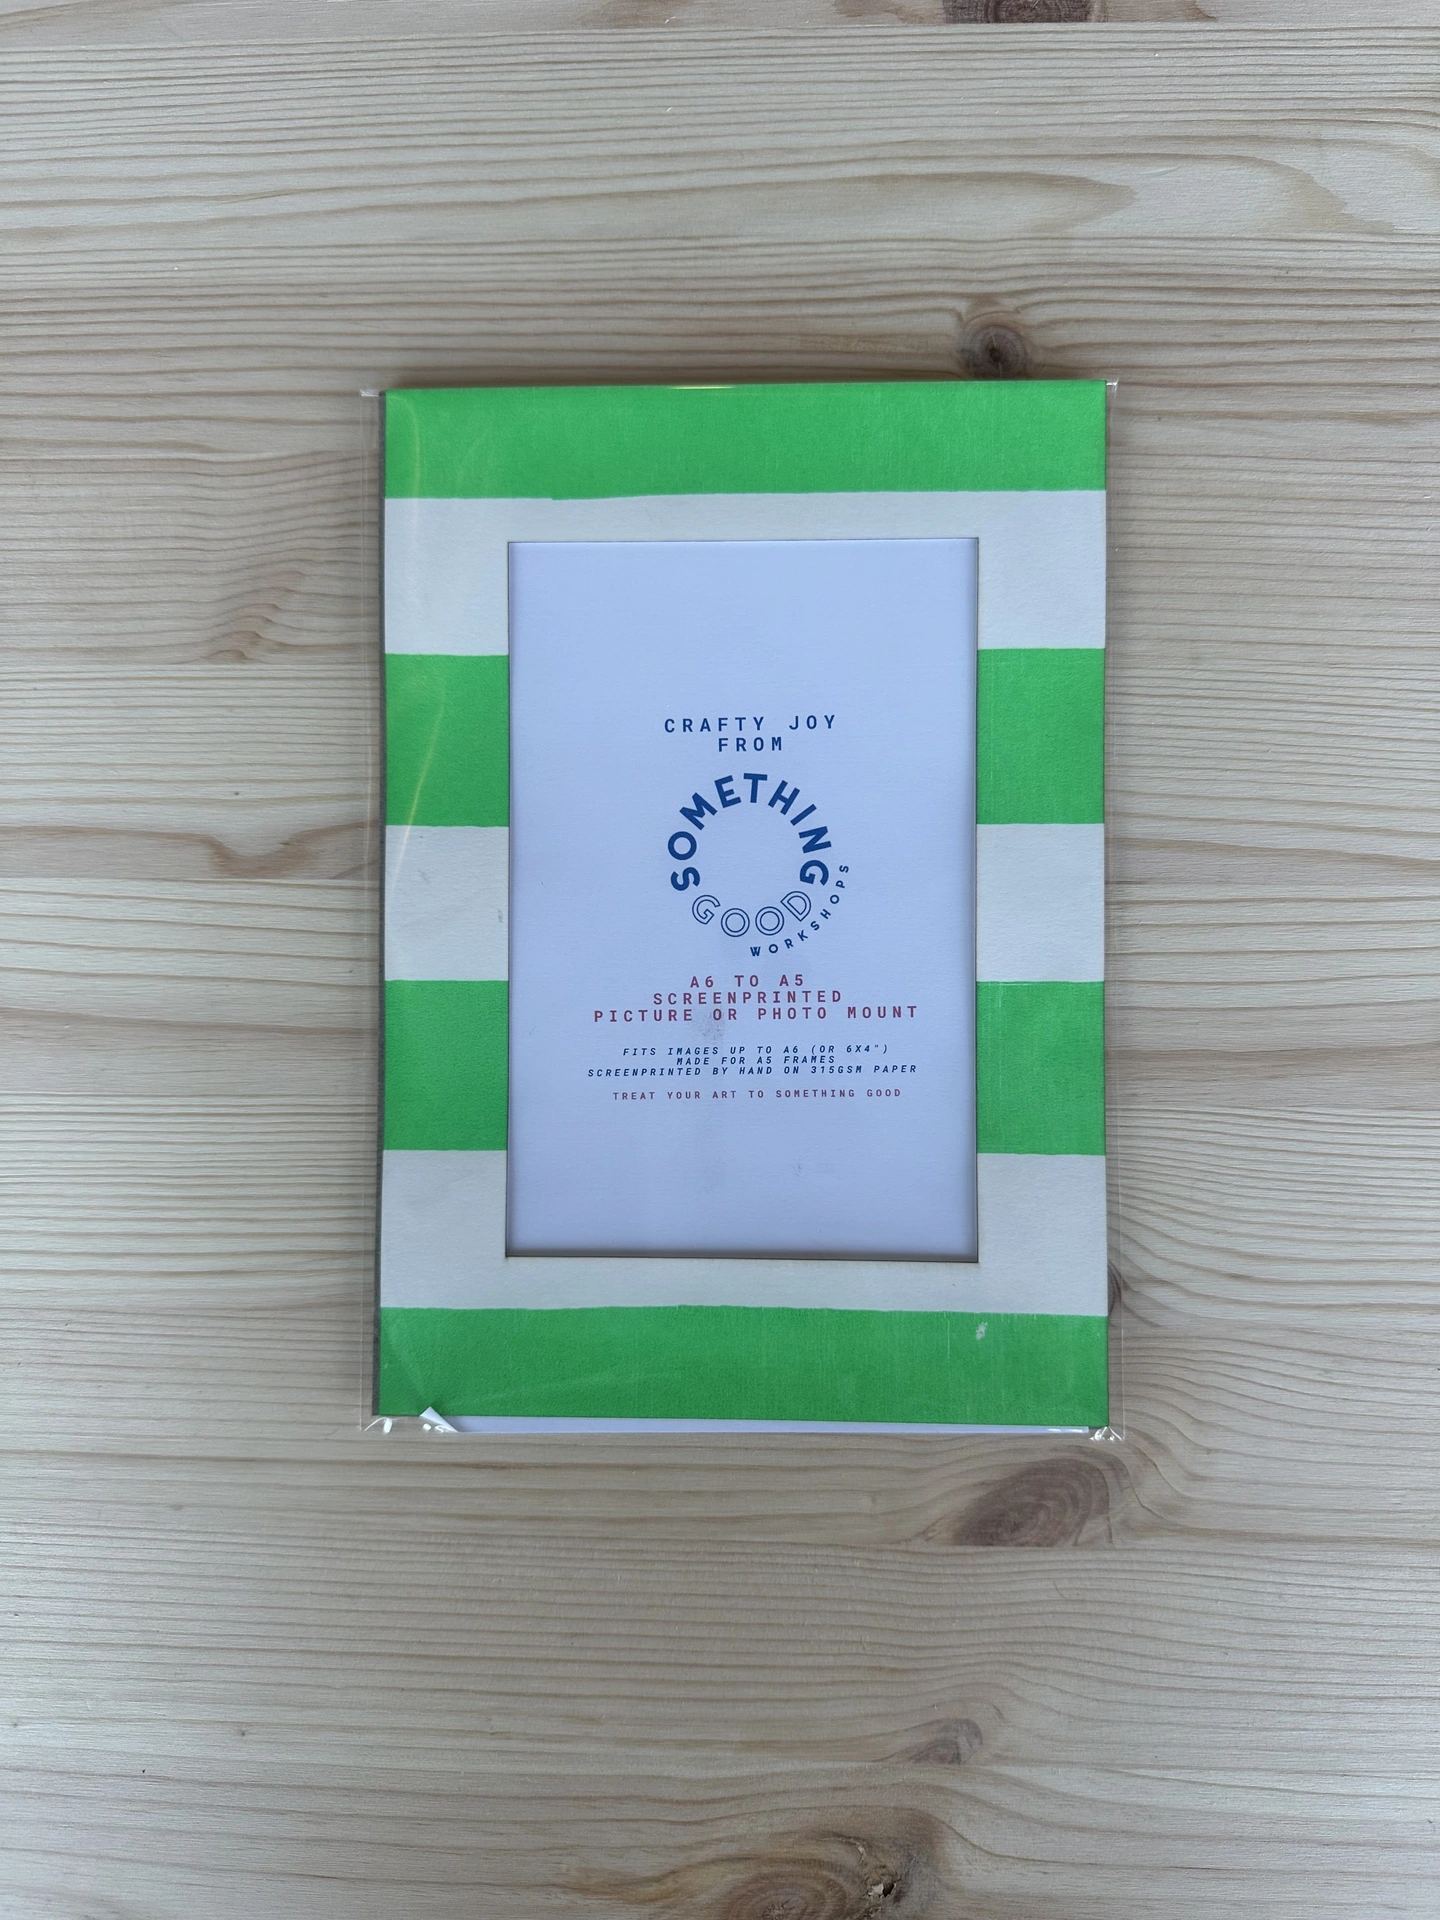 CRAFTY JOY
FROM
SOMETHING
GOOD
WORKSHOPS
A6 TO A5
SCREENPRINTED
PICTURE OR PHOTO MOUNT
FITS IMAGES UP TO A6 (OR 6X4")
MADE FOR A5 FRAMES
SCREENPRINTED BY HAND ON 315GSM PAPER
TREAT YOUR ART TO SOMETHING GOOD